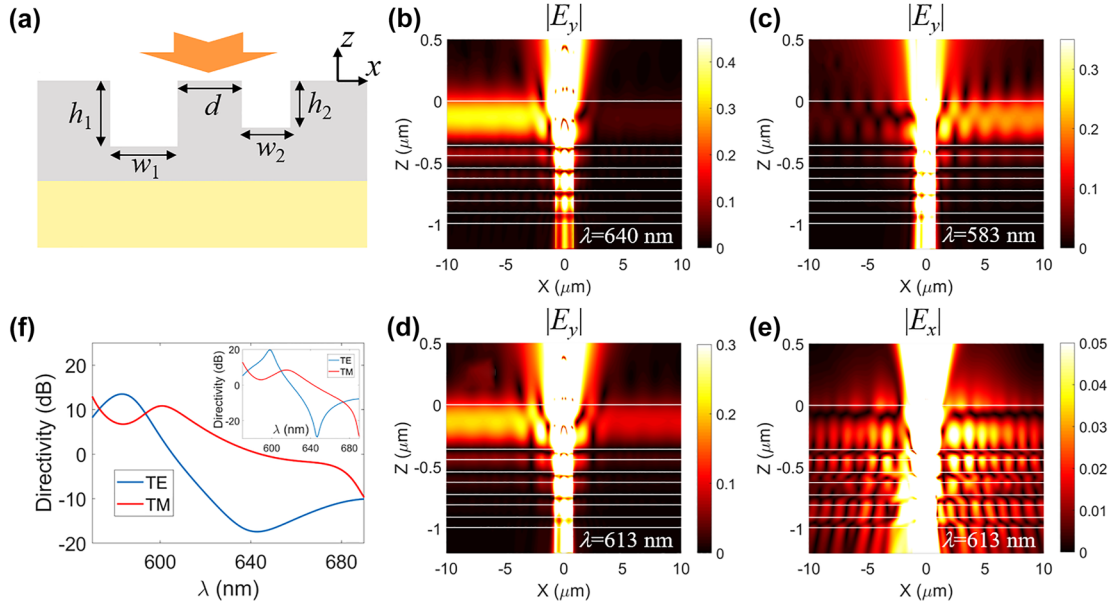 (a)
z
x
h1
d
h2
w1
w2
(b)
|Ey|
0.5
0
-0.5
-1
Z (μm)
-10
-5
0
5
10
X (μm)
λ=640 nm
0.4
0.3
0.2
0.1
0
(c)
|Ey|
0.5
0
-0.5
-1
Z (μm)
-10
-5
0
5
10
X (μm)
λ=583 nm
0.3
0.2
0.1
0
(f)
20
10
0
-10
-20
Directivity (dB)
600
640
680
λ (nm)
TE
TM
20
10
0
-10
-20
Directivity (dB)
600
640
680
λ (nm)
TE
TM
(d)
|Ey|
0.5
0
-0.5
-1
Z (μm)
-10
-5
0
5
10
X (μm)
λ=613 nm
0.3
0.2
0.1
0
(e)
|Ex|
0.5
0
-0.5
-1
Z (μm)
-10
-5
0
5
10
X (μm)
λ=613 nm
0.05
0.04
0.03
0.02
0.01
0